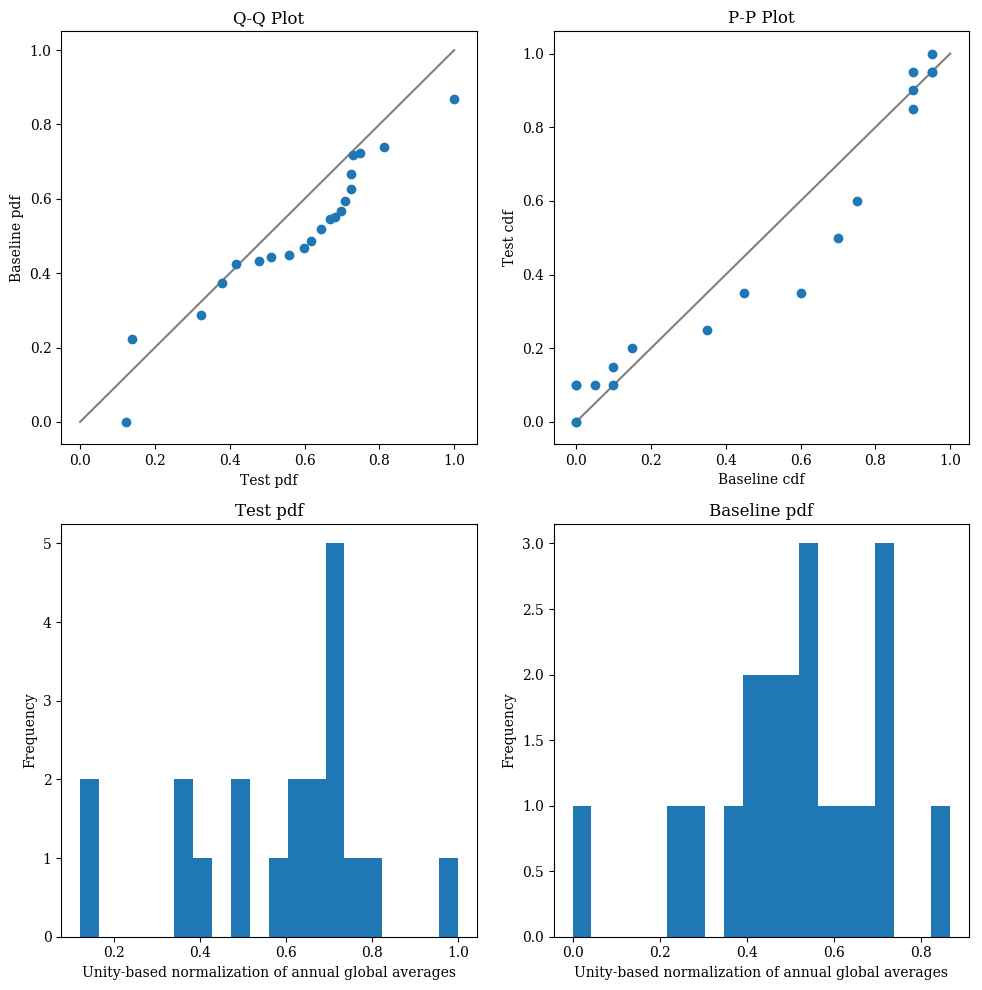 Q-Q Plot
1.0
0.8
0.6
0.4
0.2
0.0
Baseline pdf
0.0 0.2 0.4 0.6 0.8 1.0
Test pdf
P-P Plot
1.0
0.8
0.6
0.4
0.2
0.0
Test cdf
0.0 0.2 0.4 0.6 0.8 1.0
Baseline cdf
Test pdf
5
4
3
2
1
0
Frequency
0.2 0.4 0.6 0.8 1.0
Unity-based normalization of annual global averages
Baseline pdf
3.0
2.5
2.0
1.5
1.0
0.5
0.0
Frequency
0.0 0.2 0.4 0.6 0.8
Unity-based normalization of annual global averages